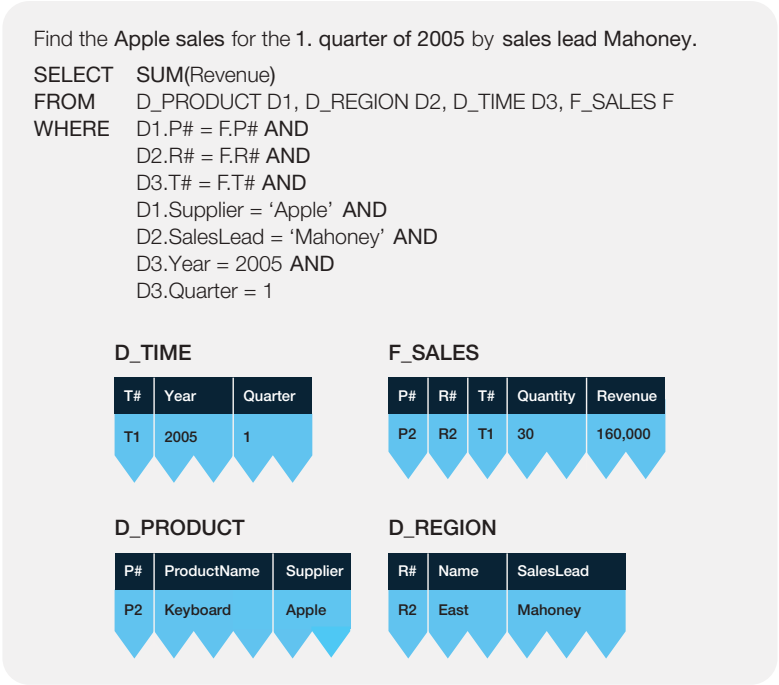 Find the Apple sales for the 1. quarter of 2005 by sales lead Mahoney.
SELECT SUM(Revenue)
FROM D_PRODUCT D1, D_REGION D2, D_TIME D3, F_SALES F
WHERE D1.P# = F.P# AND
D2.R# = F.R# AND
D3.T# = F.T# AND
D1.Supplier = ‘Apple’ AND
D2.SalesLead = ‘Mahoney’ AND
D3.Year = 2005 AND
D3.Quarter = 1
D_TIME
T# Year Quarter
T1 2005 1
F_SALES
P# R# T# Quantity Revenue
P2 R2 T1 30 160,000
D_PRODUCT
P# ProductName Supplier
P2 Keyboard Apple
D_REGION
R# Name SalesLead
R2 East Mahoney